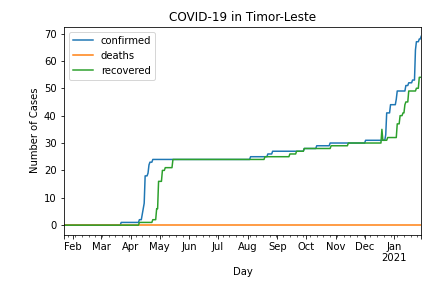 COVID-19 in Timor-Leste
confirmed
deaths
recovered
Number of Cases
70
60
50
40
30
20
10
0
Feb Mar Apr May Jun Jul Aug Sep Oct Nov Dec Jan
2021
Day